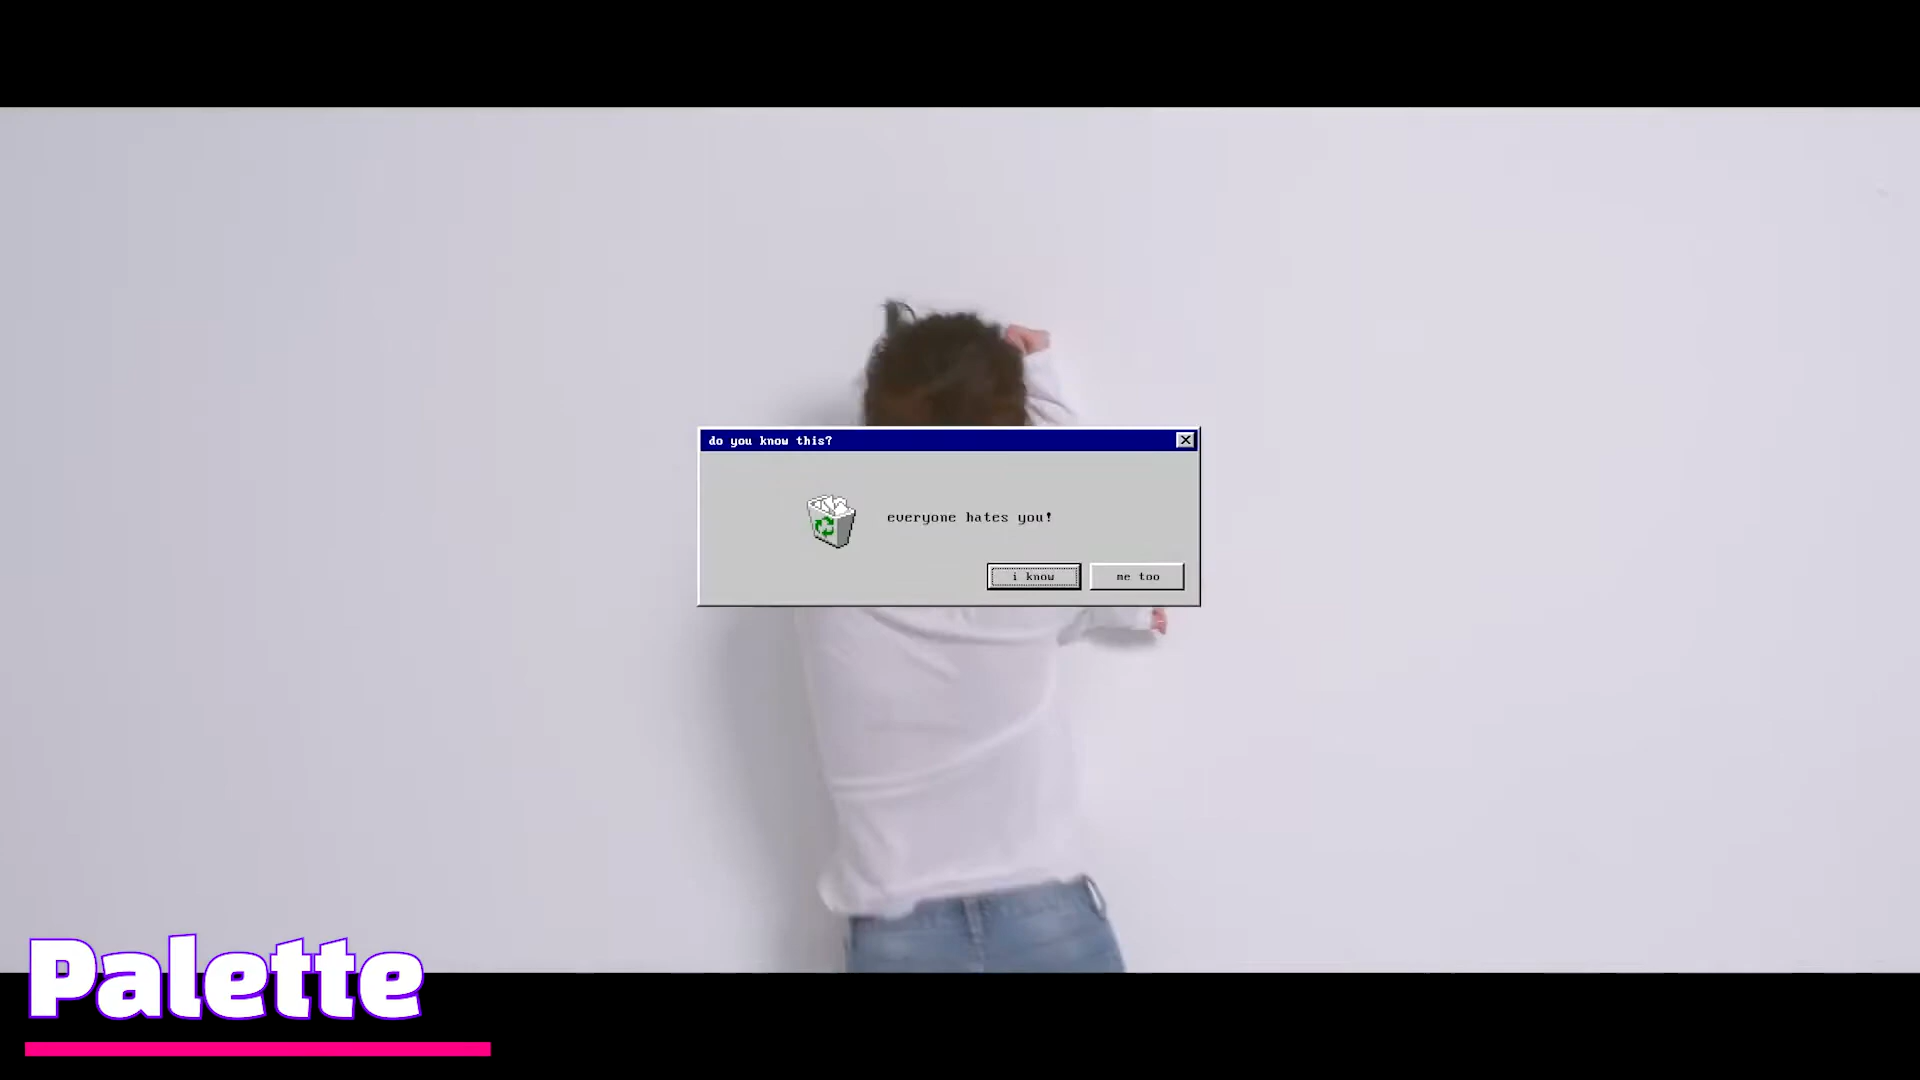 do you know this?
everyone hates you!
i know
me too
Palette